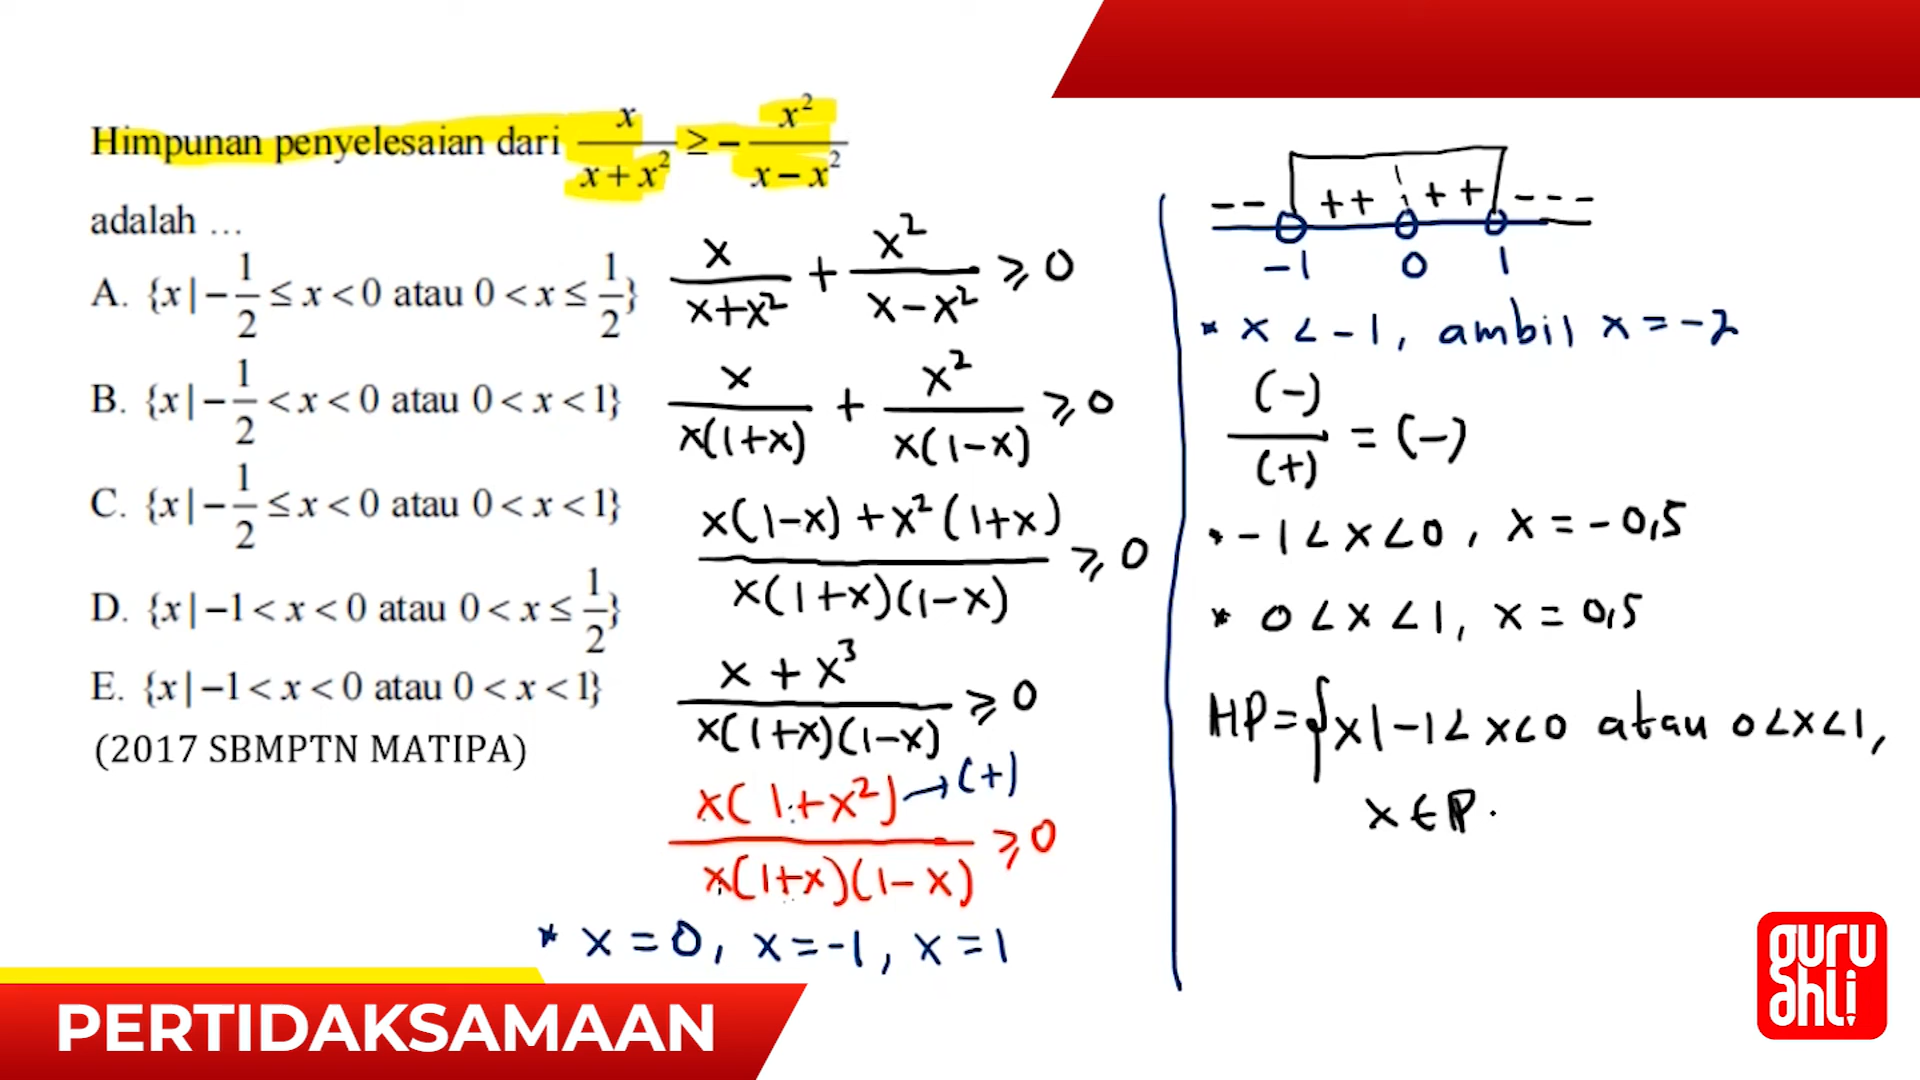 Himpunan penyelesaian dari x/(x + x²) ≥ − x²/(x − x²)
adalah ...
A. {x | −1/2 ≤ x < 0 atau 0 < x ≤ 1/2}
B. {x | −1/2 < x < 0 atau 0 < x < 1}
C. {x | −1/2 ≤ x < 0 atau 0 < x < 1}
D. {x | −1 < x < 0 atau 0 < x ≤ 1/2}
E. {x | −1 < x < 0 atau 0 < x < 1}
(2017 SBMPTN MATIPA)
x/(x+x²) + x²/(x−x²) ⩾ 0
x/(x(1+x)) + x²/(x(1−x)) ⩾ 0
(x(1−x) + x²(1+x))/(x(1+x)(1−x)) ⩾ 0
(x + x³)/(x(1+x)(1−x)) ⩾ 0
x(1+x²)/(x(1+x)(1−x)) ⩾ 0 → (+)
* x = 0, x = −1, x = 1
−− ++ ++ −−−
−1 0 1
* x < −1, ambil x = −2
(−)/(+) = (−)
• −1 < x < 0, x = −0,5
* 0 < x < 1, x = 0,5
HP = {x | −1 < x < 0 atau 0 < x < 1,
x ∈ R.
PERTIDAKSAMAAN
guru
ahli